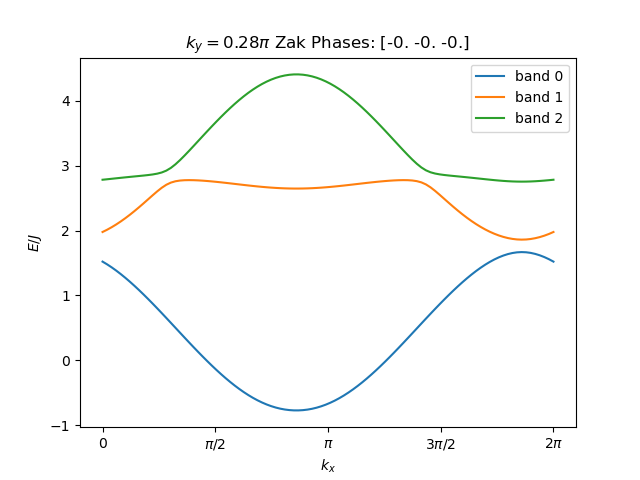 k_y = 0.28π Zak Phases: [-0. -0. -0.]
band 0
band 1
band 2
4
3
2
1
0
−1
E/J
0 π/2 π 3π/2 2π
k_x